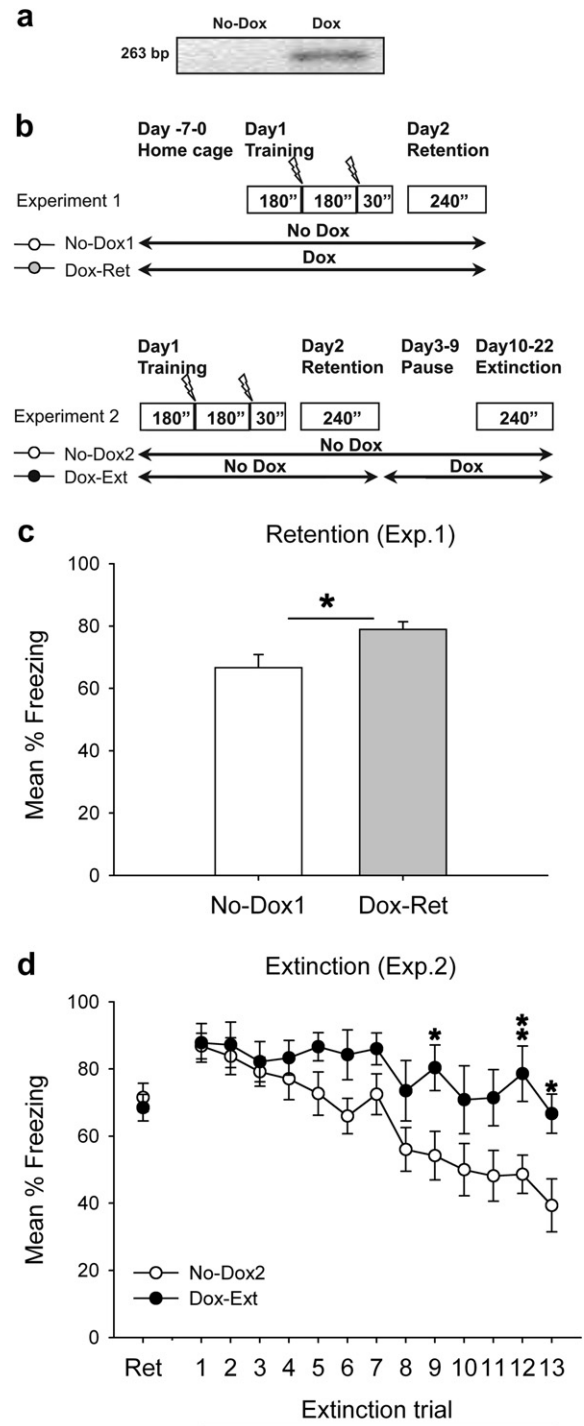 a
No-Dox Dox
263 bp
b
Day -7-0 Day1 Day2
Home cage Training Retention
Experiment 1 180” 180” 30” 240”
No Dox
No-Dox1
Dox
Dox-Ret
Day1 Day2 Day3-9 Day10-22
Training Retention Pause Extinction
Experiment 2 180” 180” 30” 240” 240”
No Dox
No-Dox2
No Dox Dox
Dox-Ext
c
Retention (Exp.1)
100
80
60
40
20
0
Mean % Freezing
*
No-Dox1 Dox-Ret
d
Extinction (Exp.2)
100
80
60
40
20
0
Mean % Freezing
* ** *
No-Dox2
Dox-Ext
Ret 1 2 3 4 5 6 7 8 9 10 11 12 13
Extinction trial